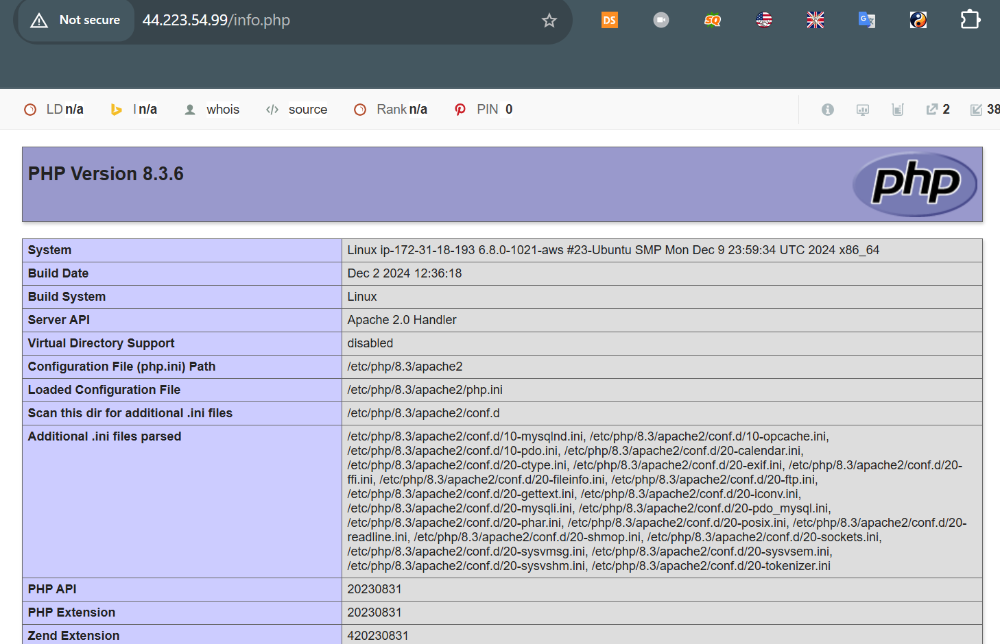 Not secure 44.223.54.99/info.php DS SQ G
LD n/a I n/a whois source Rank n/a PIN 0 2 38
PHP Version 8.3.6 php
System Linux ip-172-31-18-193 6.8.0-1021-aws #23-Ubuntu SMP Mon Dec 9 23:59:34 UTC 2024 x86_64
Build Date Dec 2 2024 12:36:18
Build System Linux
Server API Apache 2.0 Handler
Virtual Directory Support disabled
Configuration File (php.ini) Path /etc/php/8.3/apache2
Loaded Configuration File /etc/php/8.3/apache2/php.ini
Scan this dir for additional .ini files /etc/php/8.3/apache2/conf.d
Additional .ini files parsed /etc/php/8.3/apache2/conf.d/10-mysqlnd.ini, /etc/php/8.3/apache2/conf.d/10-opcache.ini,
/etc/php/8.3/apache2/conf.d/10-pdo.ini, /etc/php/8.3/apache2/conf.d/20-calendar.ini,
/etc/php/8.3/apache2/conf.d/20-ctype.ini, /etc/php/8.3/apache2/conf.d/20-exif.ini, /etc/php/8.3/apache2/conf.d/20-
ffi.ini, /etc/php/8.3/apache2/conf.d/20-fileinfo.ini, /etc/php/8.3/apache2/conf.d/20-ftp.ini,
/etc/php/8.3/apache2/conf.d/20-gettext.ini, /etc/php/8.3/apache2/conf.d/20-iconv.ini,
/etc/php/8.3/apache2/conf.d/20-mysqli.ini, /etc/php/8.3/apache2/conf.d/20-pdo_mysql.ini,
/etc/php/8.3/apache2/conf.d/20-phar.ini, /etc/php/8.3/apache2/conf.d/20-posix.ini, /etc/php/8.3/apache2/conf.d/20-
readline.ini, /etc/php/8.3/apache2/conf.d/20-shmop.ini, /etc/php/8.3/apache2/conf.d/20-sockets.ini,
/etc/php/8.3/apache2/conf.d/20-sysvmsg.ini, /etc/php/8.3/apache2/conf.d/20-sysvsem.ini,
/etc/php/8.3/apache2/conf.d/20-sysvshm.ini, /etc/php/8.3/apache2/conf.d/20-tokenizer.ini
PHP API 20230831
PHP Extension 20230831
Zend Extension 420230831